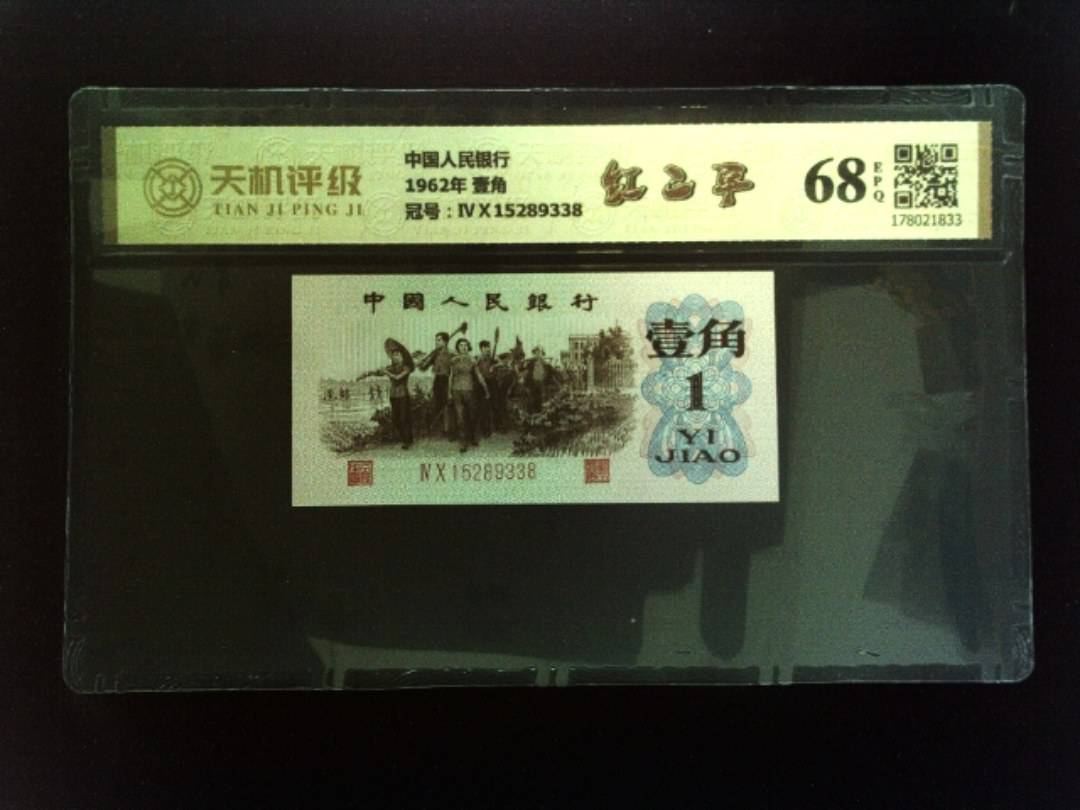 天机评级
TIAN JI PING JI
中国人民银行
1962年 壹角
冠号：ⅣⅩ15289338
红二平
68
EPQ
178021833
中國人民銀行
壹角
1
YI
JIAO
ⅣⅩ15289338